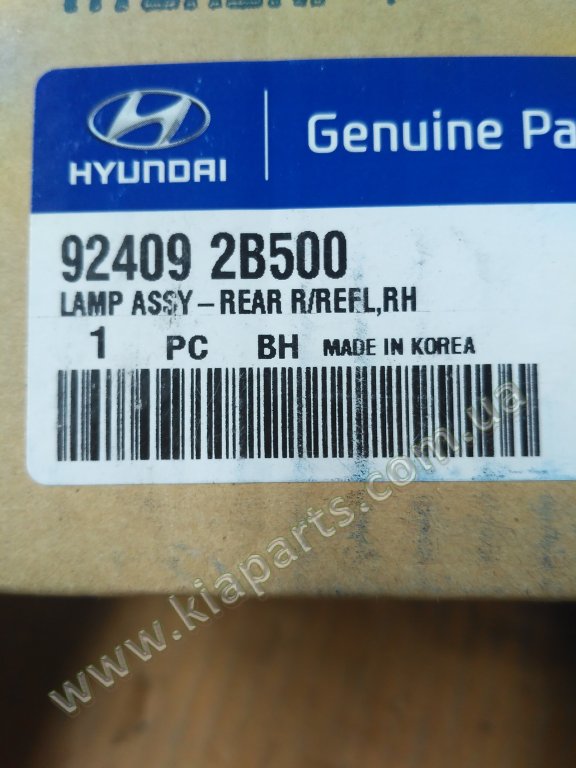 HYUNDAI
Genuine Pa
92409 2B500
LAMP ASSY-REAR R/REFL,RH
1 PC BH MADE IN KOREA
www.kiaparts.com.ua